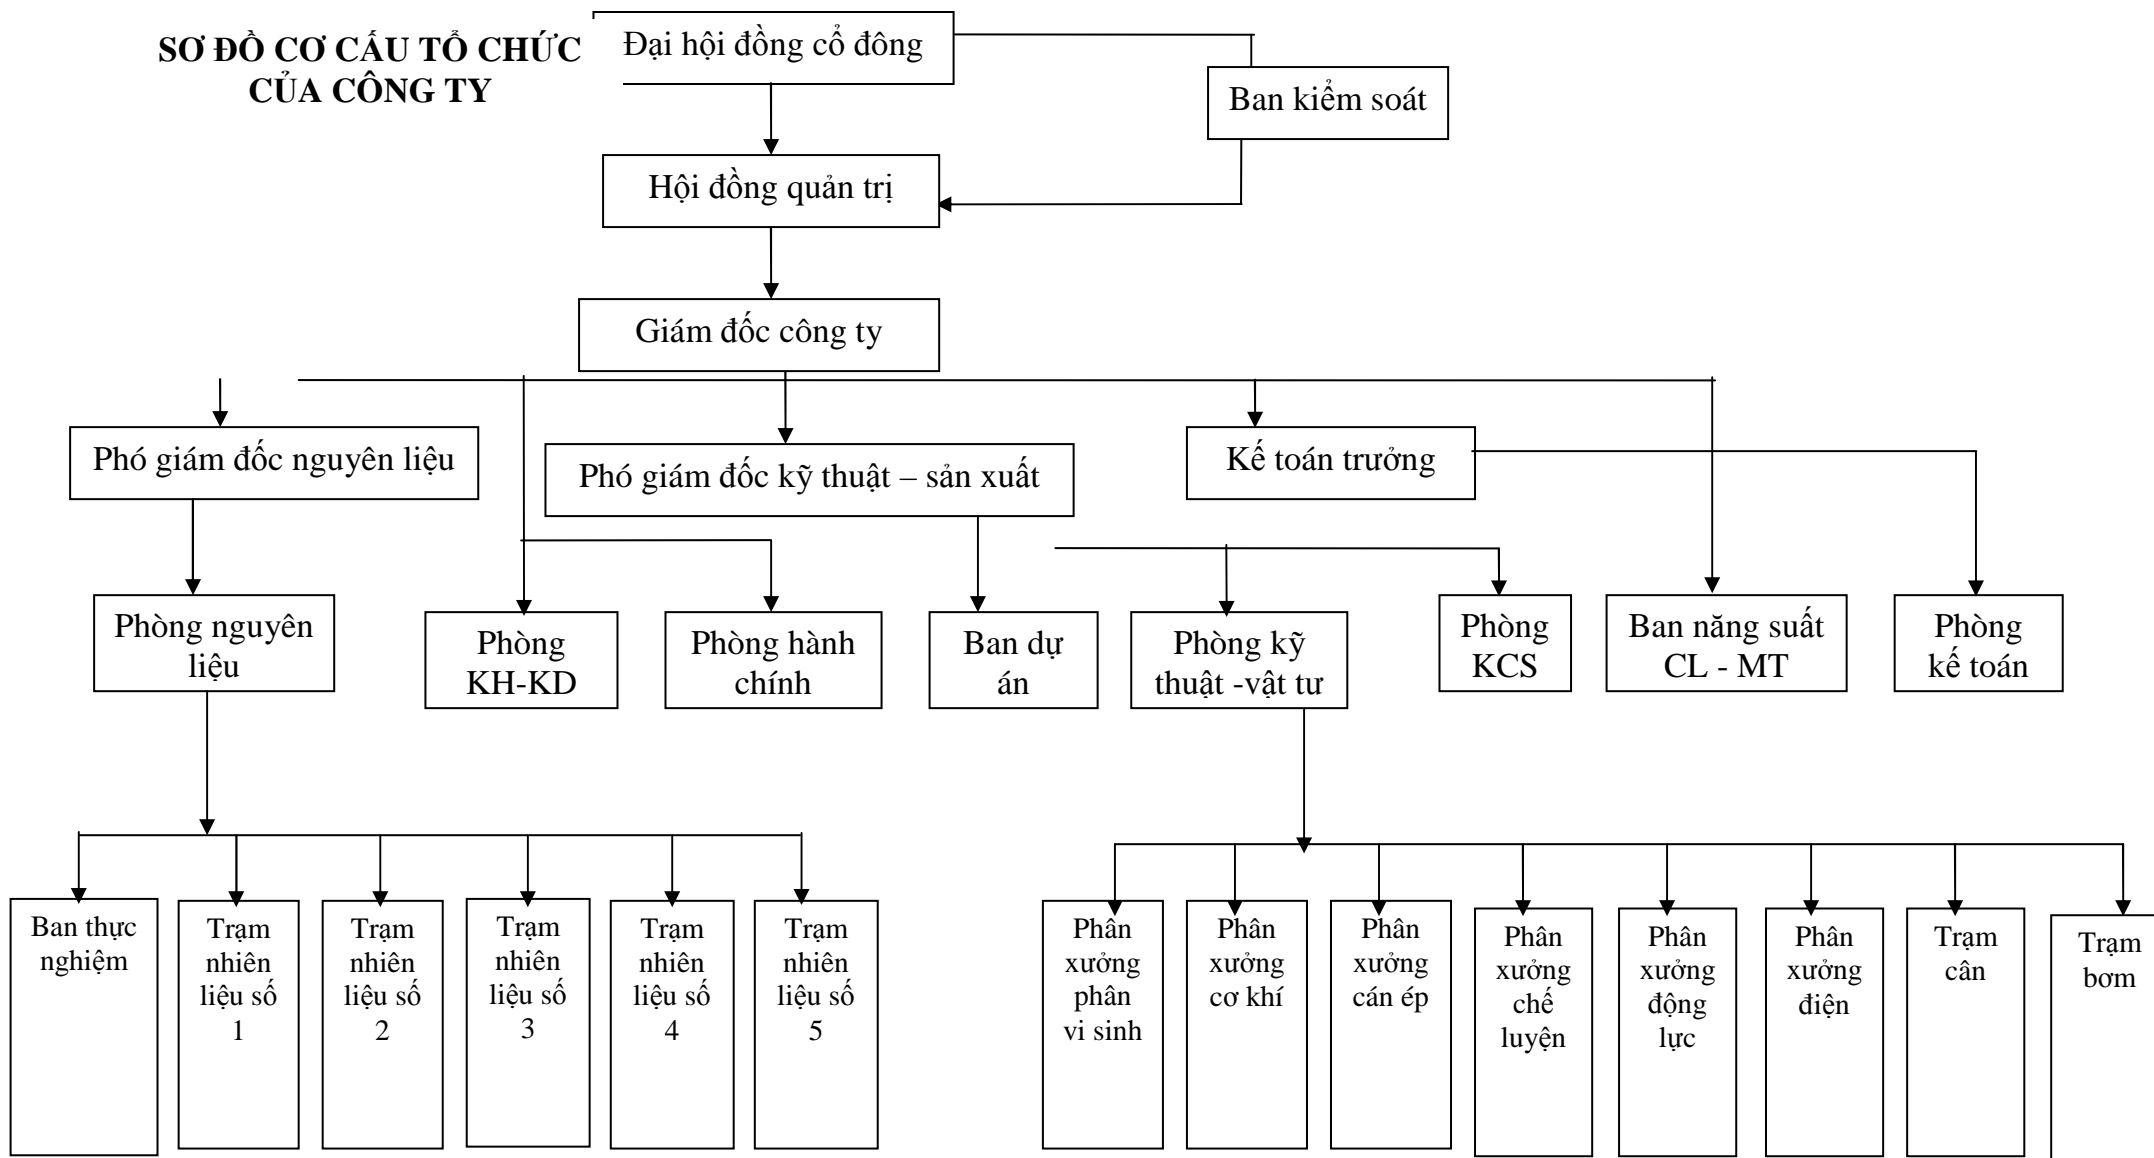 SƠ ĐỒ CƠ CẤU TỔ CHỨC
CỦA CÔNG TY
Đại hội đồng cổ đông
Ban kiểm soát
Hội đồng quản trị
Giám đốc công ty
Phó giám đốc nguyên liệu
Phó giám đốc kỹ thuật – sản xuất
Kế toán trưởng
Phòng nguyên
liệu
Phòng
KH-KD
Phòng hành
chính
Ban dự
án
Phòng kỹ
thuật -vật tư
Phòng
KCS
Ban năng suất
CL - MT
Phòng
kế toán
Ban thực
nghiệm
Trạm
nhiên
liệu số
1
Trạm
nhiên
liệu số
2
Trạm
nhiên
liệu số
3
Trạm
nhiên
liệu số
4
Trạm
nhiên
liệu số
5
Phân
xưởng
phân
vi sinh
Phân
xưởng
cơ khí
Phân
xưởng
cán ép
Phân
xưởng
chế
luyện
Phân
xưởng
động
lực
Phân
xưởng
điện
Trạm
cân
Trạm
bơm